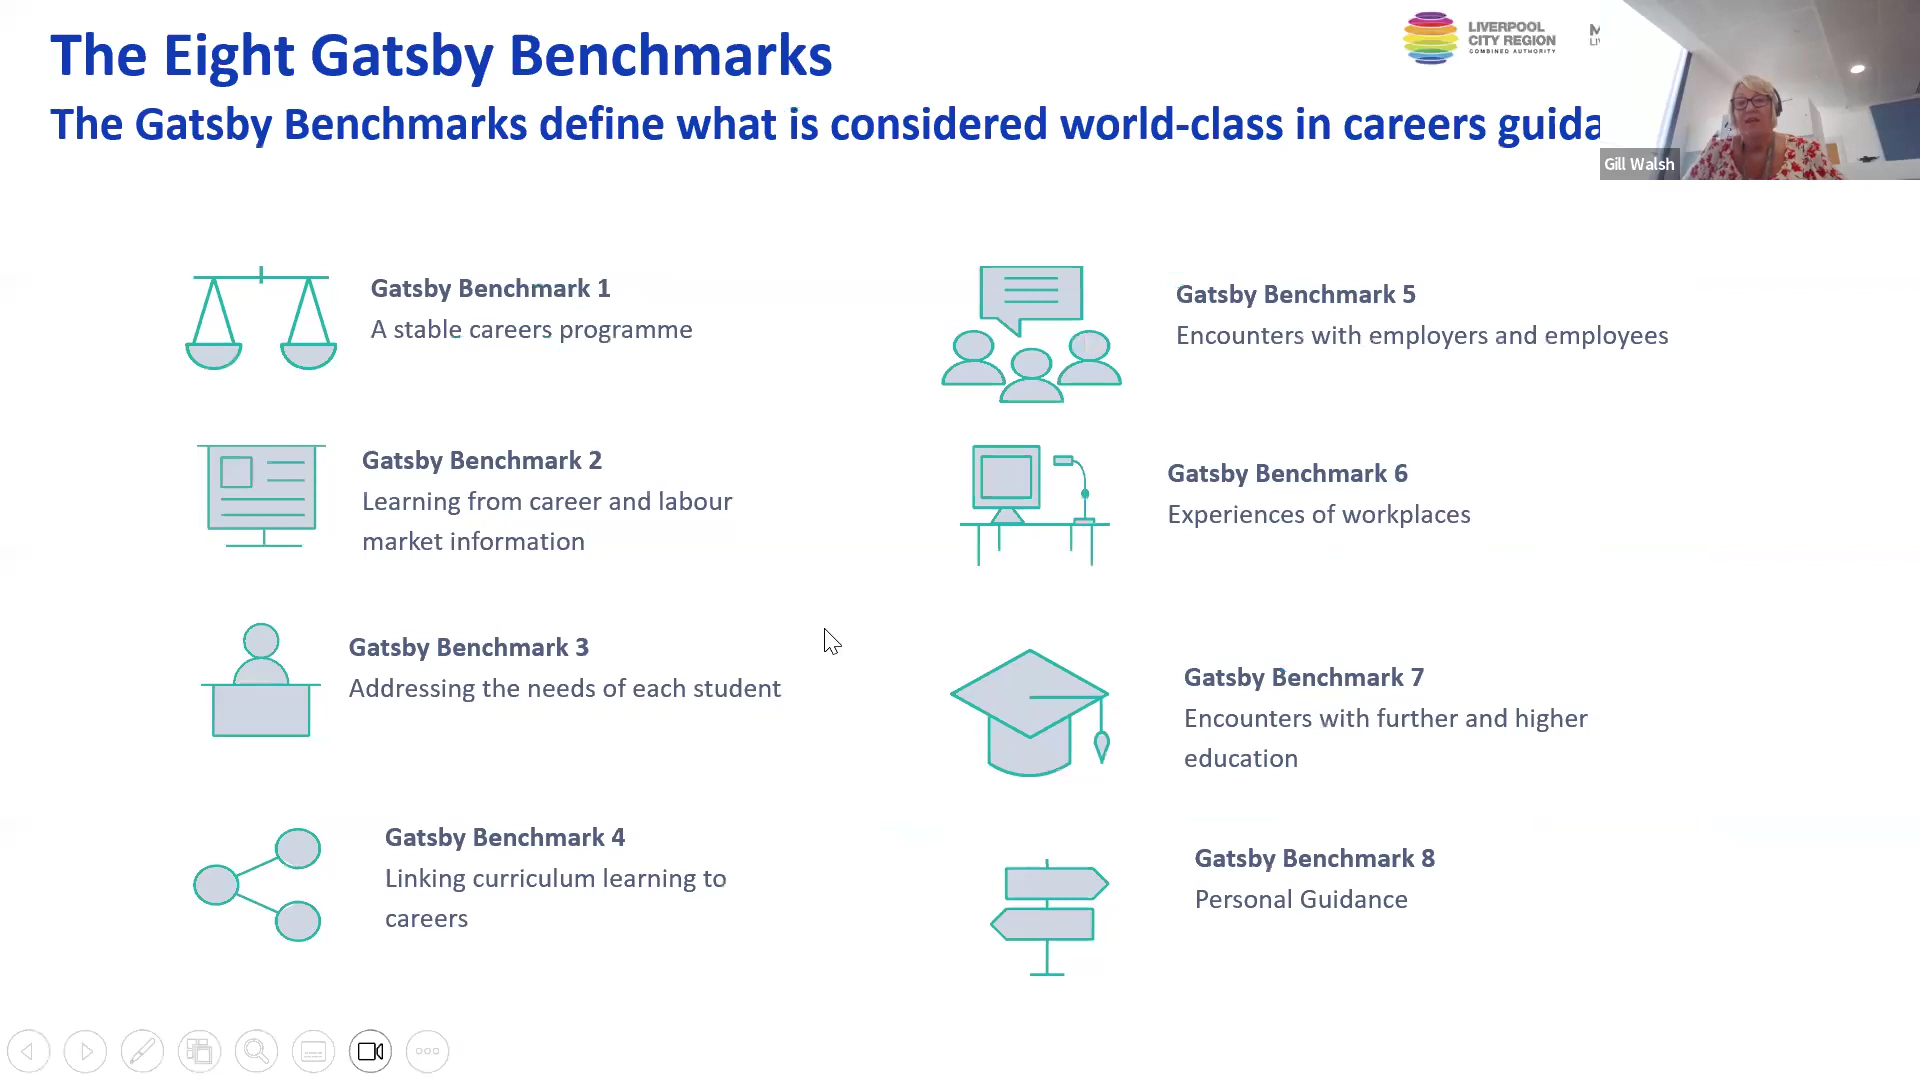 The Eight Gatsby Benchmarks
The Gatsby Benchmarks define what is considered world-class in careers
LIVERPOOL
CITY REGION
COMBINED AUTHORITY
Gill Walsh
Gatsby Benchmark 1
A stable careers programme
Gatsby Benchmark 2
Learning from career and labour
market information
Gatsby Benchmark 3
Addressing the needs of each student
Gatsby Benchmark 4
Linking curriculum learning to
careers
Gatsby Benchmark 5
Encounters with employers and employees
Gatsby Benchmark 6
Experiences of workplaces
Gatsby Benchmark 7
Encounters with further and higher
education
Gatsby Benchmark 8
Personal Guidance